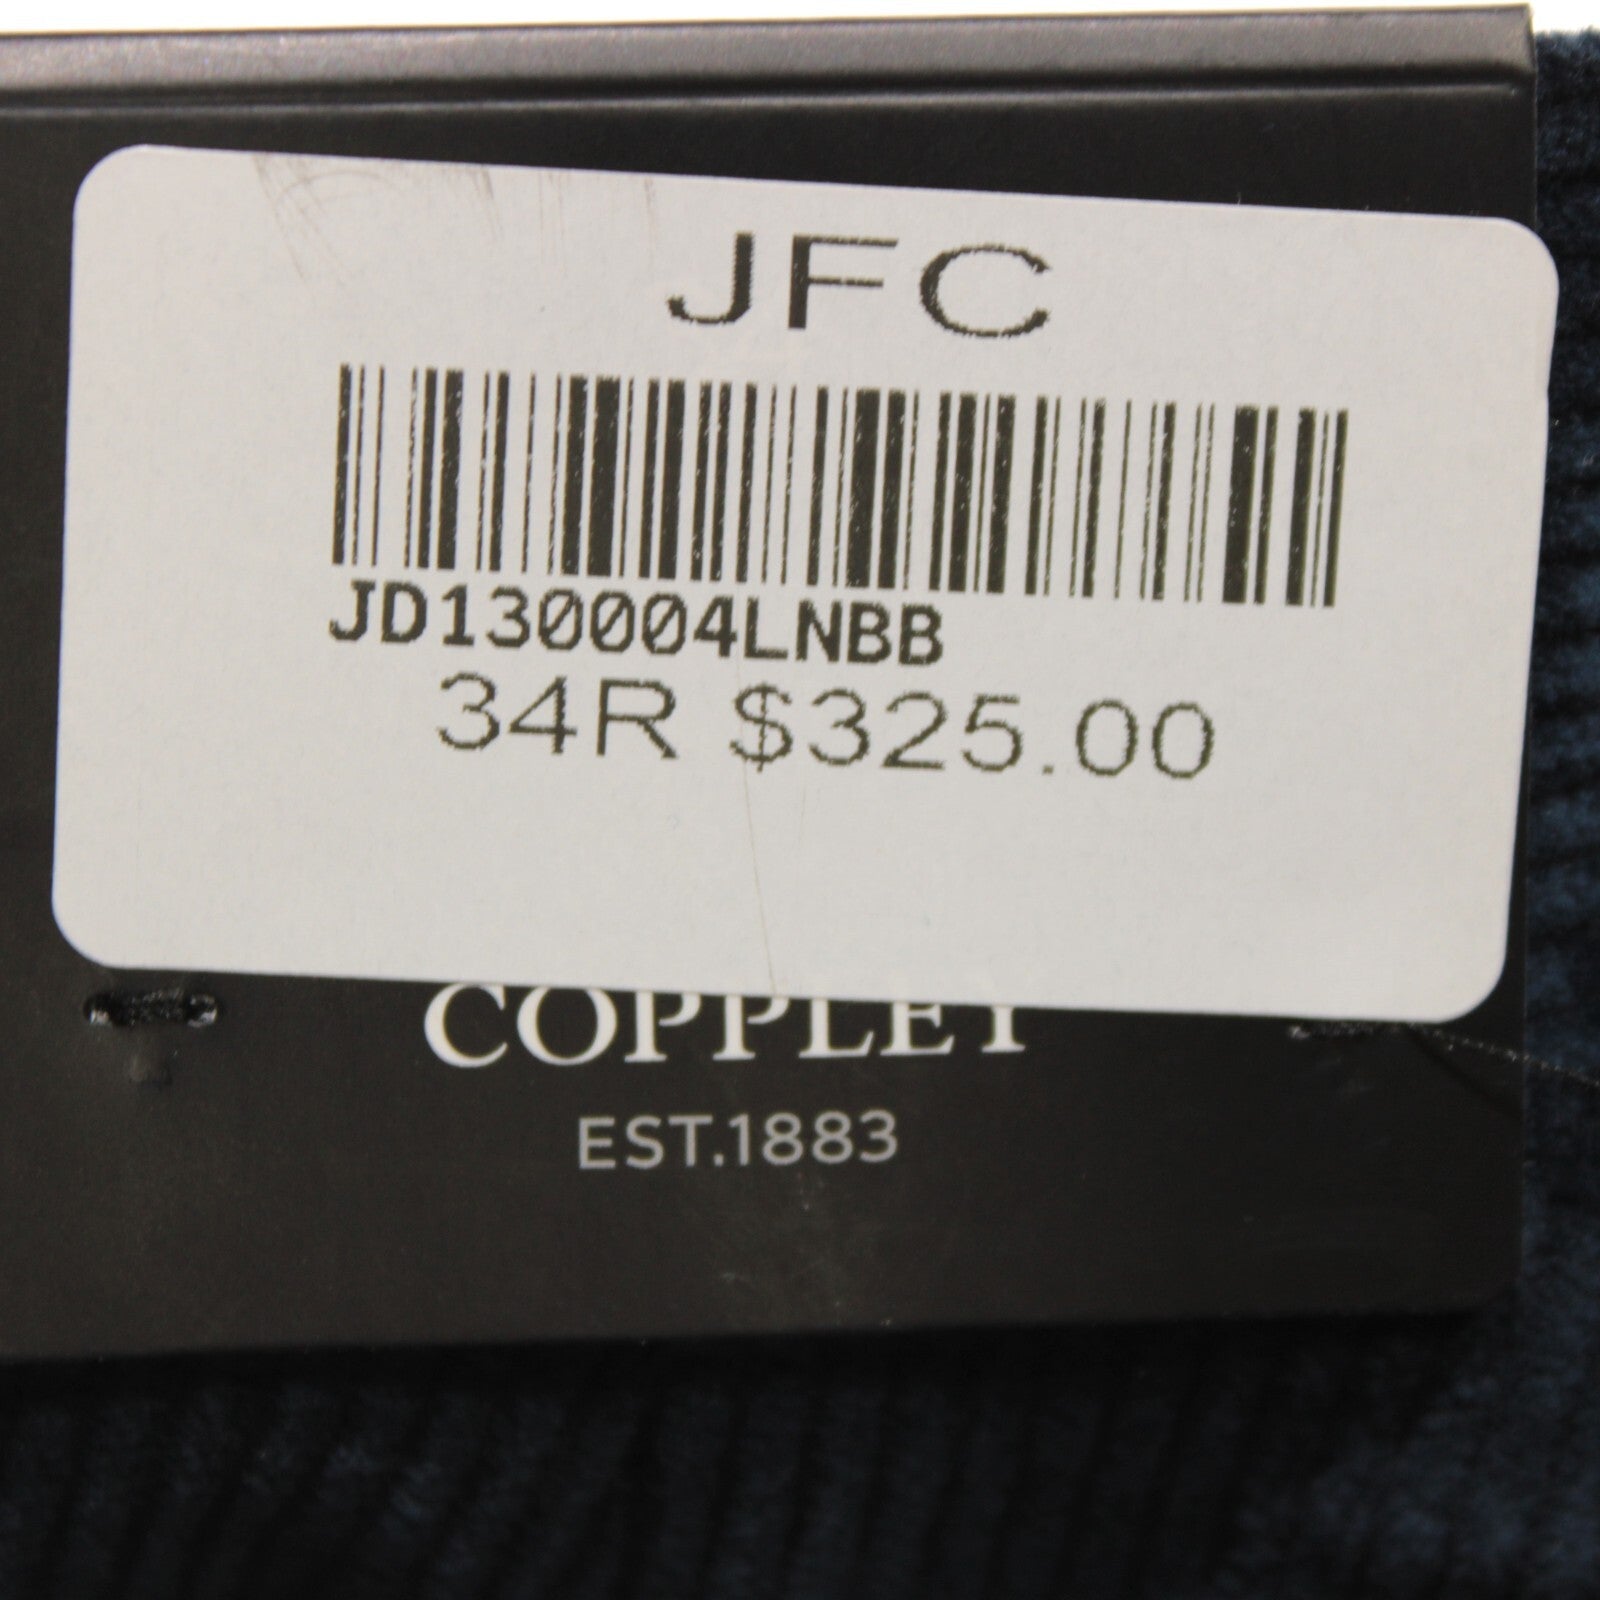 JFC
JD130004LNBB
34R $325.00
COPPLEY
EST.1883